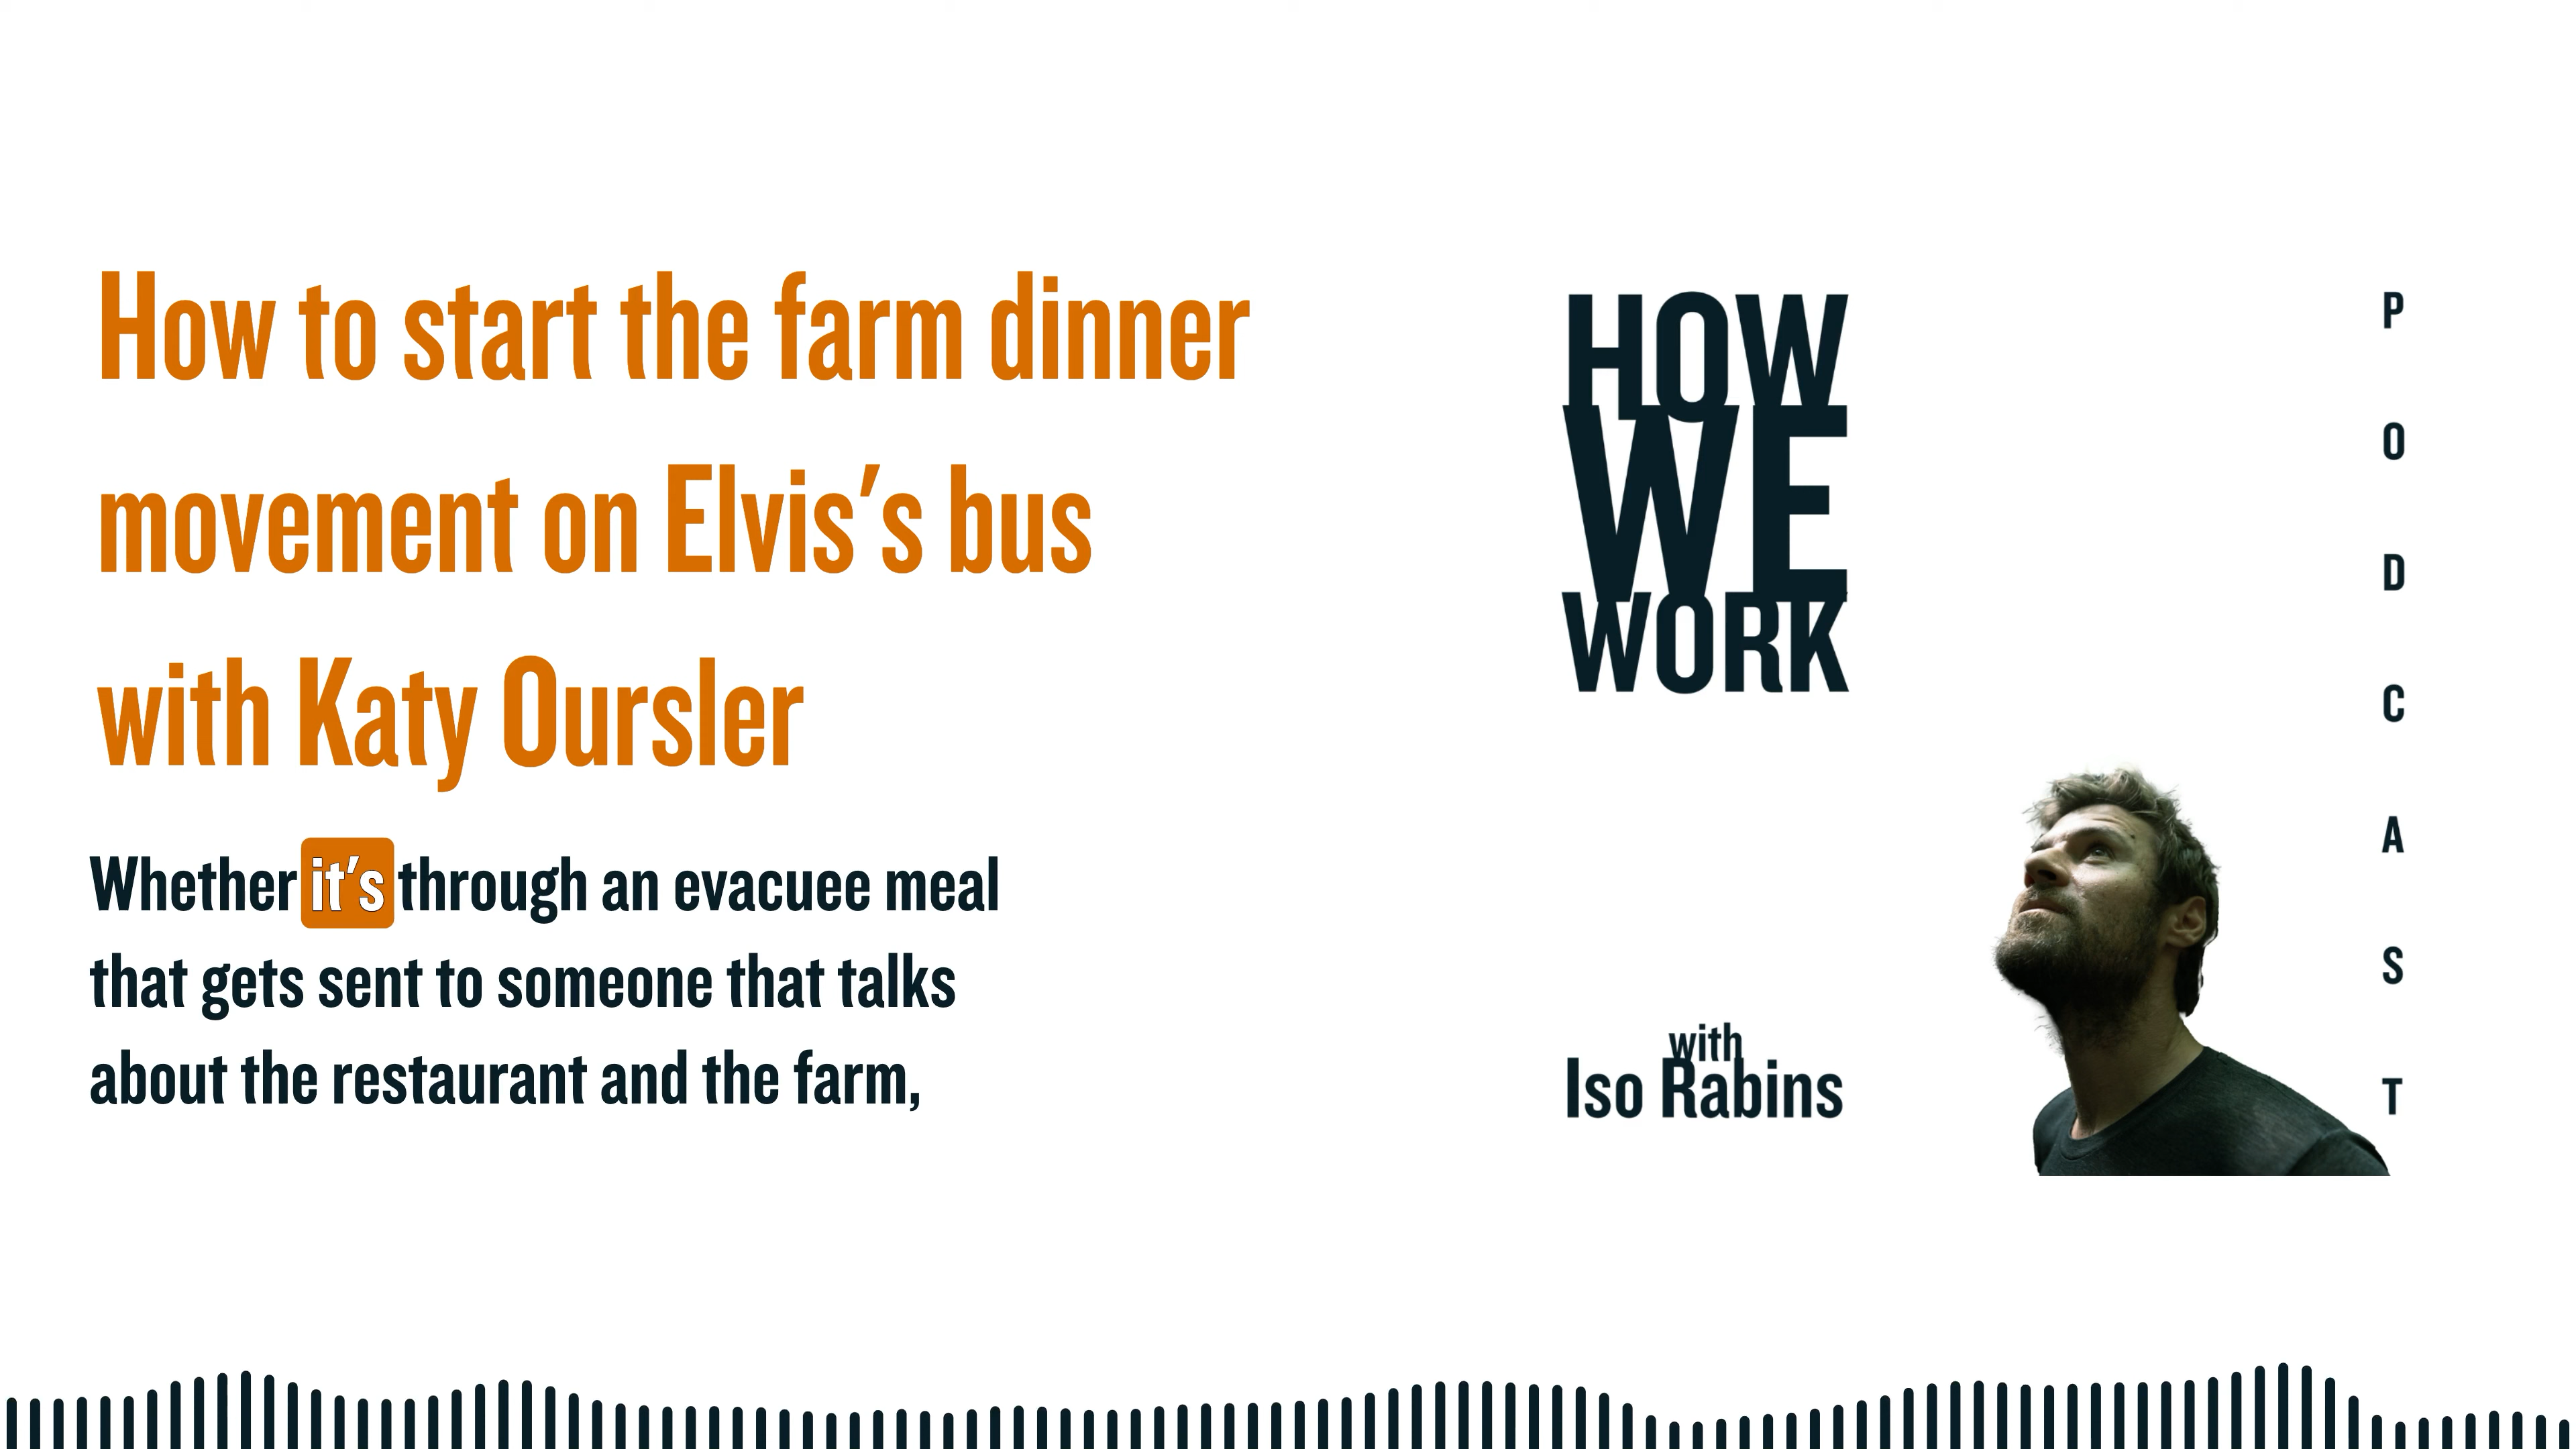 How to start the farm dinner
movement on Elvis's bus
with Katy Oursler
Whether it's through an evacuee meal
that gets sent to someone that talks
about the restaurant and the farm,
HOW
WE
WORK
with
Iso Rabins
PODCAST